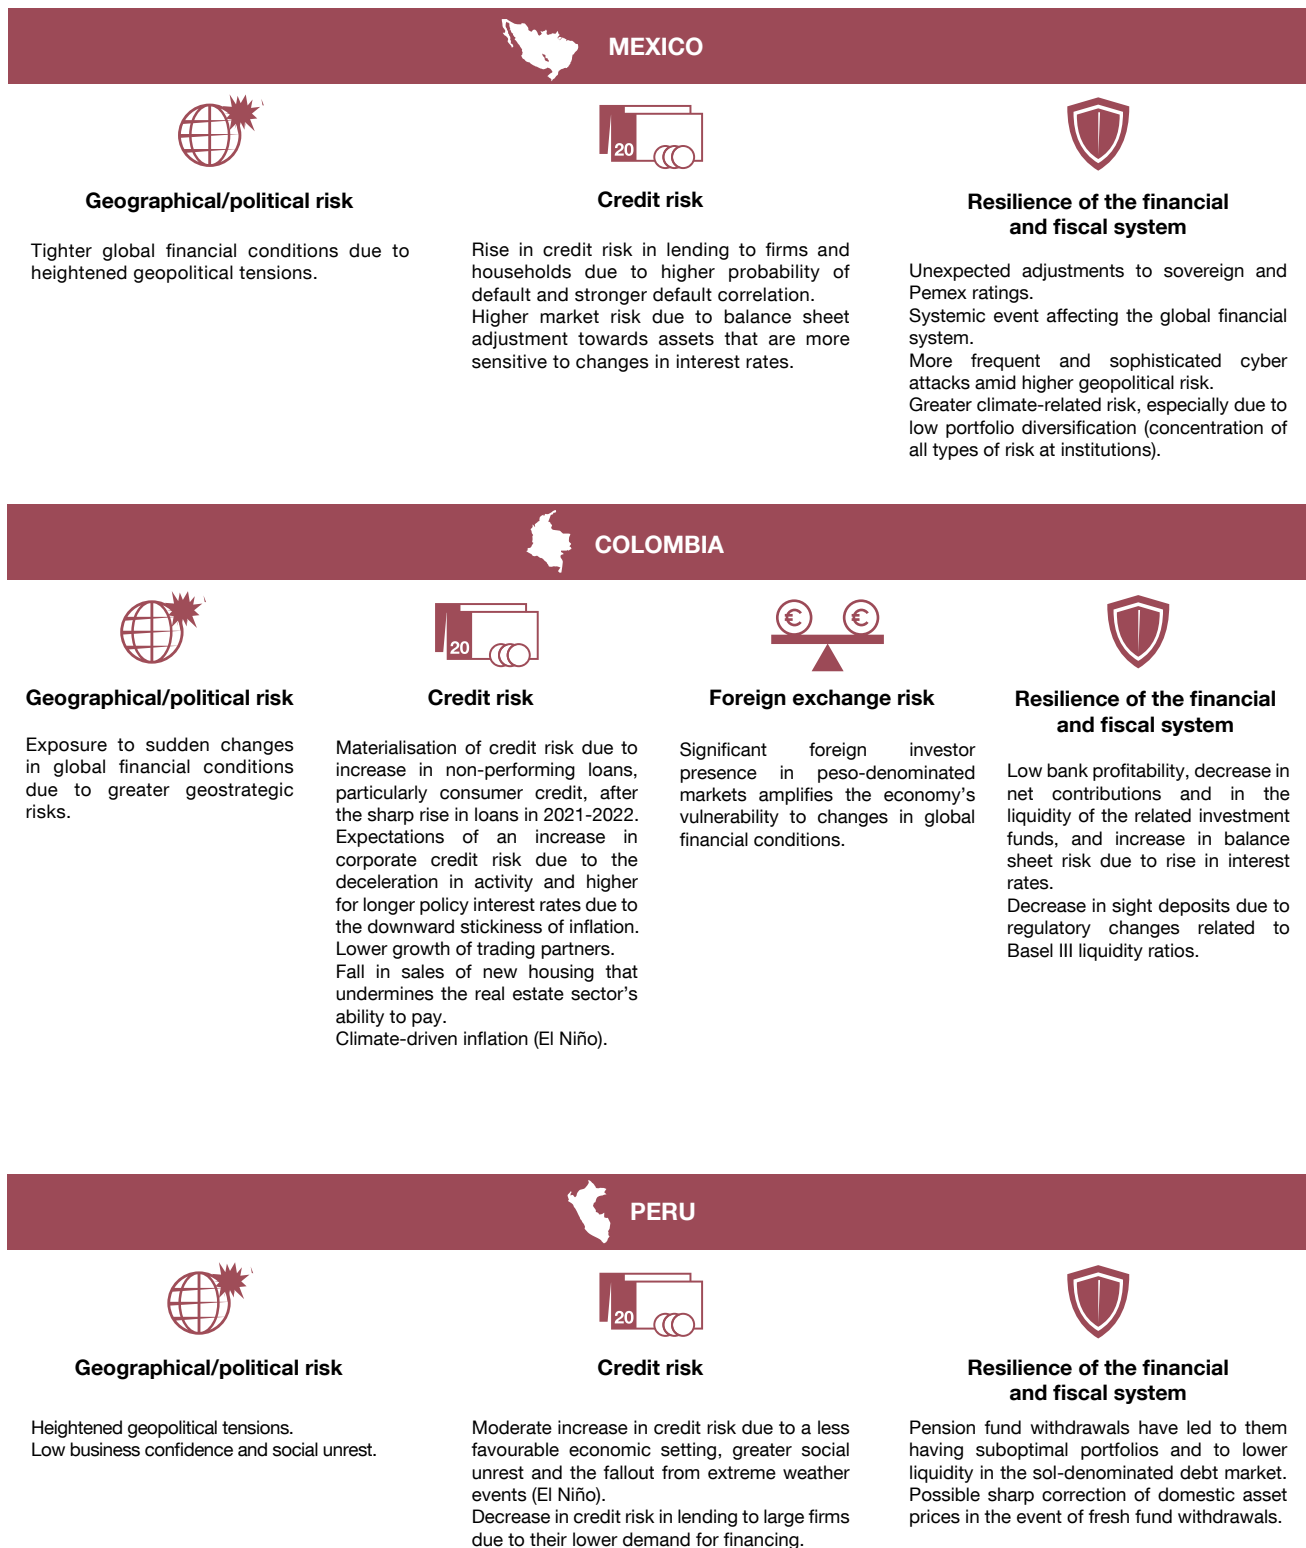 MEXICO
20
Geographical/political risk
Tighter global financial conditions due to
heightened geopolitical tensions.
Credit risk
Rise in credit risk in lending to firms and
households due to higher probability of
default and stronger default correlation.
Higher market risk due to balance sheet
adjustment towards assets that are more
sensitive to changes in interest rates.
Resilience of the financial
and fiscal system
Unexpected adjustments to sovereign and
Pemex ratings.
Systemic event affecting the global financial
system.
More frequent and sophisticated cyber
attacks amid higher geopolitical risk.
Greater climate-related risk, especially due to
low portfolio diversification (concentration of
all types of risk at institutions).
COLOMBIA
20
€ €
Geographical/political risk
Exposure to sudden changes
in global financial conditions
due to greater geostrategic
risks.
Credit risk
Materialisation of credit risk due to
increase in non-performing loans,
particularly consumer credit, after
the sharp rise in loans in 2021-2022.
Expectations of an increase in
corporate credit risk due to the
deceleration in activity and higher
for longer policy interest rates due to
the downward stickiness of inflation.
Lower growth of trading partners.
Fall in sales of new housing that
undermines the real estate sector's
ability to pay.
Climate-driven inflation (El Niño).
Foreign exchange risk
Significant foreign investor
presence in peso-denominated
markets amplifies the economy's
vulnerability to changes in global
financial conditions.
Resilience of the financial
and fiscal system
Low bank profitability, decrease in
net contributions and in the
liquidity of the related investment
funds, and increase in balance
sheet risk due to rise in interest
rates.
Decrease in sight deposits due to
regulatory changes related to
Basel III liquidity ratios.
PERU
20
Geographical/political risk
Heightened geopolitical tensions.
Low business confidence and social unrest.
Credit risk
Moderate increase in credit risk due to a less
favourable economic setting, greater social
unrest and the fallout from extreme weather
events (El Niño).
Decrease in credit risk in lending to large firms
due to their lower demand for financing.
Resilience of the financial
and fiscal system
Pension fund withdrawals have led to them
having suboptimal portfolios and to lower
liquidity in the sol-denominated debt market.
Possible sharp correction of domestic asset
prices in the event of fresh fund withdrawals.